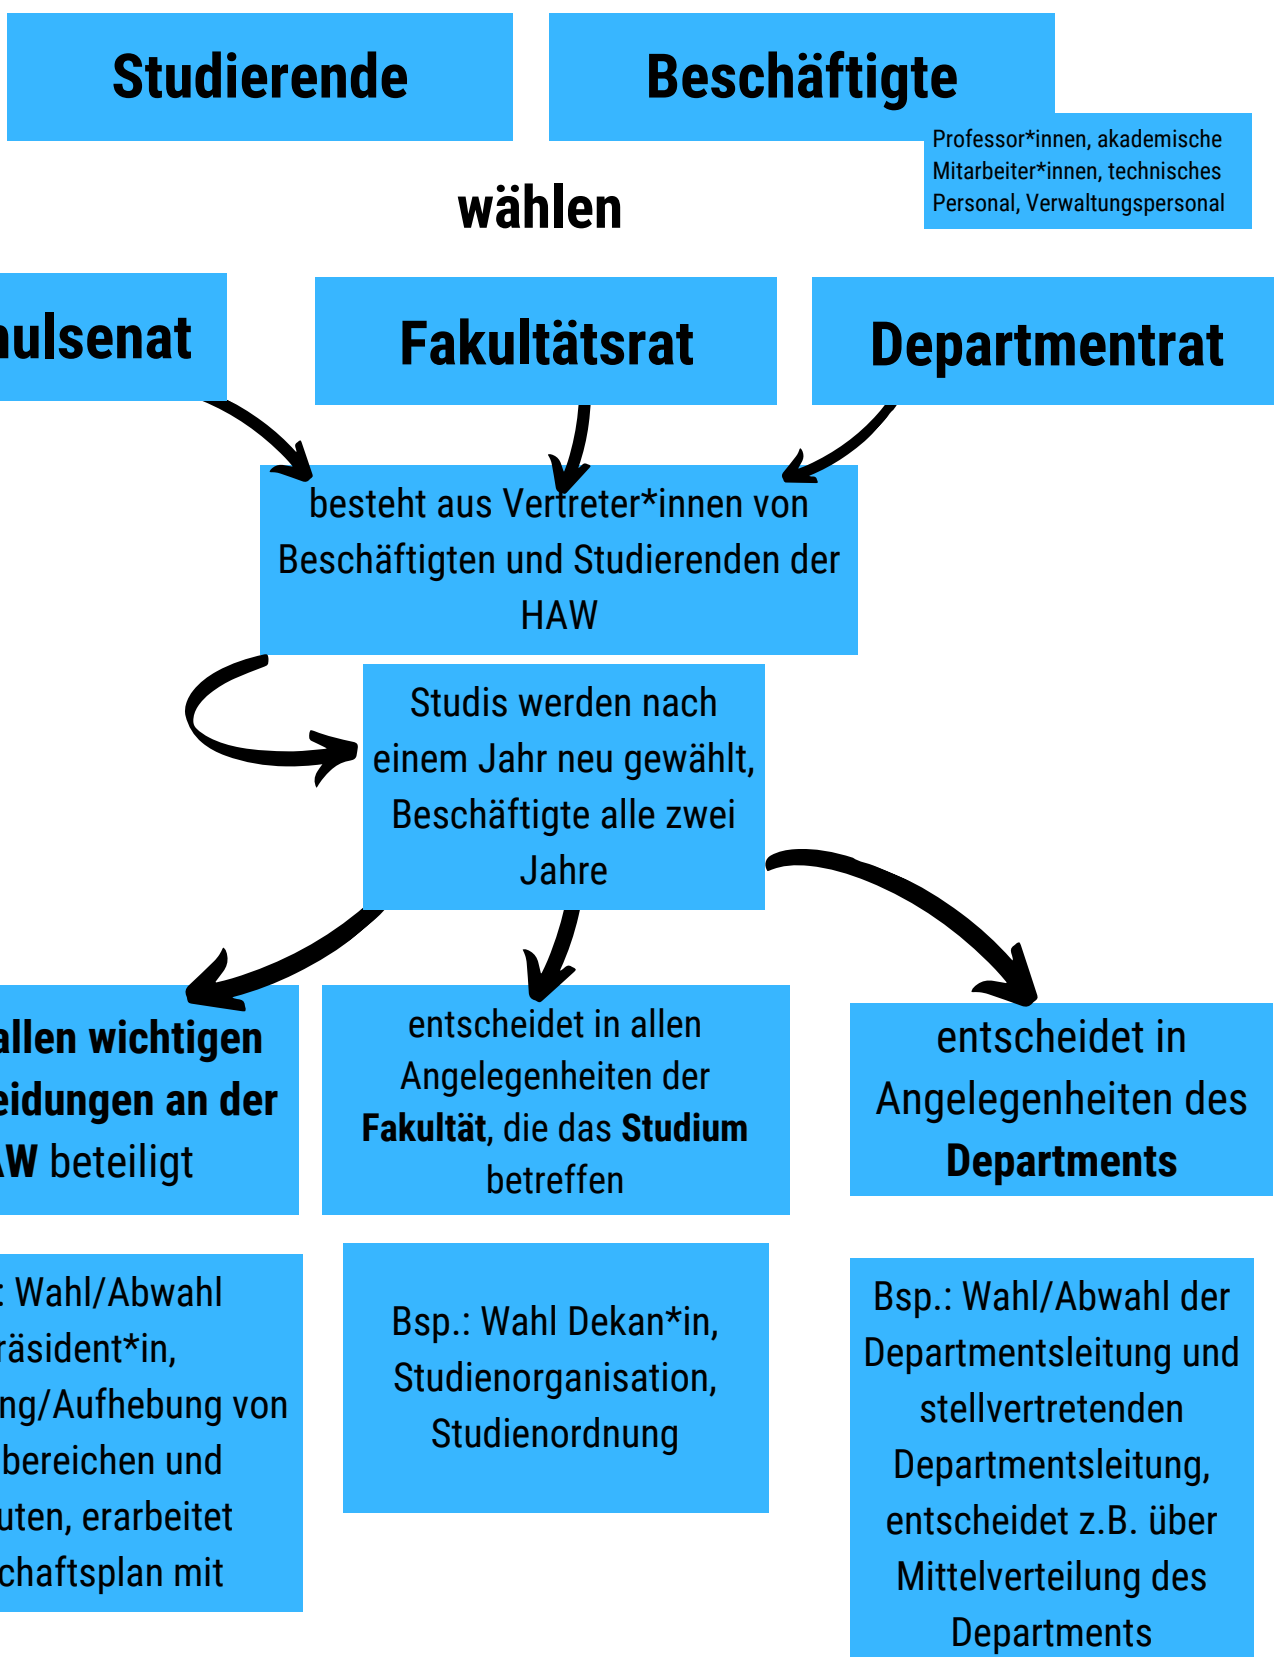 Studierende
Beschäftigte
Professor*innen, akademische
Mitarbeiter*innen, technisches
Personal, Verwaltungspersonal
wählen
hulsenat
Fakultätsrat
Departmentrat
besteht aus Vertreter*innen von
Beschäftigten und Studierenden der
HAW
Studis werden nach
einem Jahr neu gewählt,
Beschäftigte alle zwei
Jahre
allen wichtigen
eidungen an der
AW beteiligt
entscheidet in allen
Angelegenheiten der
Fakultät, die das Studium
betreffen
entscheidet in
Angelegenheiten des
Departments
: Wahl/Abwahl
räsident*in,
ng/Aufhebung von
bereichen und
uten, erarbeitet
chaftsplan mit
Bsp.: Wahl Dekan*in,
Studienorganisation,
Studienordnung
Bsp.: Wahl/Abwahl der
Departmentsleitung und
stellvertretenden
Departmentsleitung,
entscheidet z.B. über
Mittelverteilung des
Departments